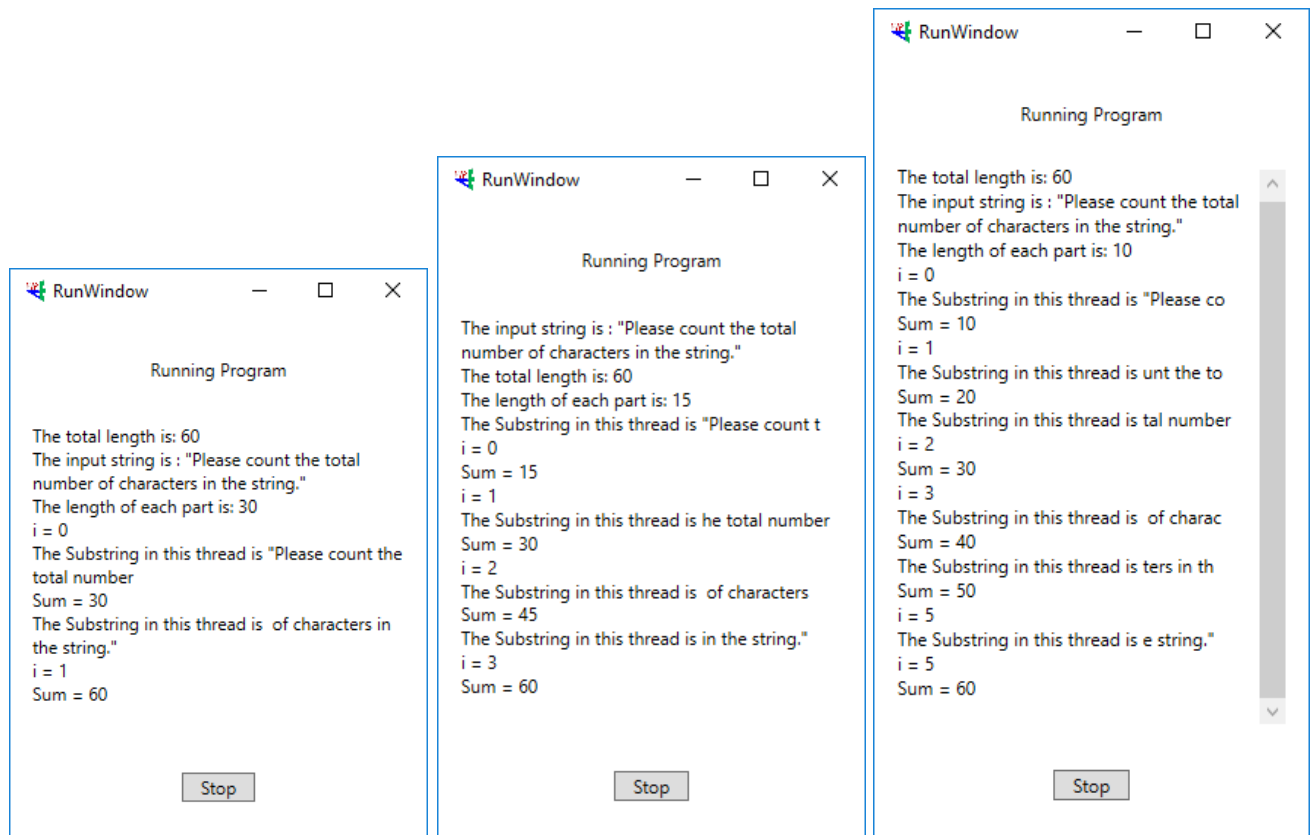 RunWindow
Running Program
The total length is: 60
The input string is : "Please count the total
number of characters in the string."
The length of each part is: 30
i = 0
The Substring in this thread is "Please count the
total number
Sum = 30
The Substring in this thread is  of characters in
the string."
i = 1
Sum = 60
Stop
RunWindow
Running Program
The input string is : "Please count the total
number of characters in the string."
The total length is: 60
The length of each part is: 15
The Substring in this thread is "Please count t
i = 0
Sum = 15
i = 1
The Substring in this thread is he total number
Sum = 30
i = 2
The Substring in this thread is  of characters
Sum = 45
The Substring in this thread is in the string."
i = 3
Sum = 60
Stop
RunWindow
Running Program
The total length is: 60
The input string is : "Please count the total
number of characters in the string."
The length of each part is: 10
i = 0
The Substring in this thread is "Please co
Sum = 10
i = 1
The Substring in this thread is unt the to
Sum = 20
The Substring in this thread is tal number
i = 2
Sum = 30
i = 3
The Substring in this thread is  of charac
Sum = 40
The Substring in this thread is ters in th
Sum = 50
i = 5
The Substring in this thread is e string."
i = 5
Sum = 60
Stop